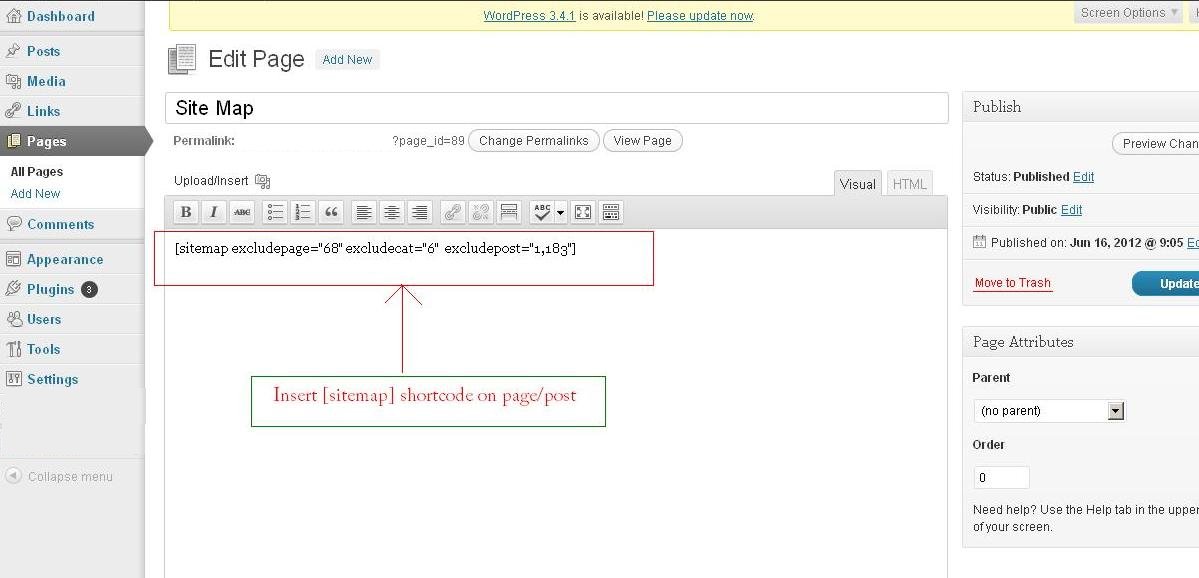 WordPress 3.4.1 is available! Please update now.
Screen Options
Dashboard
Posts
Media
Links
Pages
All Pages
Add New
Comments
Appearance
Plugins 3
Users
Tools
Settings
Collapse menu
Edit Page Add New
Site Map
Permalink: ?page_id=89 Change Permalinks View Page
Upload/Insert
Visual HTML
B I ABC ABC
[sitemap excludepage="68" excludecat="6" excludepost="1,183"]
Insert [sitemap] shortcode on page/post
Publish
Preview Chan
Status: Published Edit
Visibility: Public Edit
Published on: Jun 16, 2012 @ 9:05 Ed
Move to Trash Update
Page Attributes
Parent
(no parent)
Order
0
Need help? Use the Help tab in the upper
of your screen.